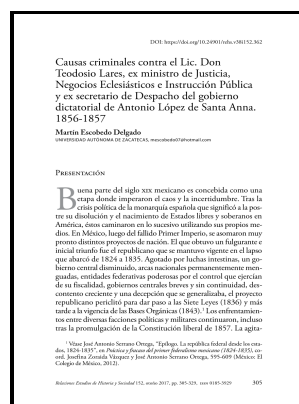 DOI: https://doi.org/10.24901/rehs.v38i152.362
Causas criminales contra el Lic. Don
Teodosio Lares, ex ministro de Justicia,
Negocios Eclesiásticos e Instrucción Pública
y ex secretario de Despacho del gobierno
dictatorial de Antonio López de Santa Anna.
1856-1857
Martín Escobedo Delgado
UNIVERSIDAD AUTÓNOMA DE ZACATECAS, mescobedo07@hotmail.com
Presentación
Buena parte del siglo XIX mexicano es concebida como una
etapa donde imperaron el caos y la incertidumbre. Tras la
crisis política de la monarquía española que significó a la pos-
tre su disolución y el nacimiento de Estados libres y soberanos en
América, éstos caminaron en lo sucesivo utilizando sus propios me-
dios. En México, luego del fallido Primer Imperio, se asomaron muy
pronto distintos proyectos de nación. El que obtuvo un fulgurante e
inicial triunfo fue el republicano que se mantuvo vigente en el lapso
que abarcó de 1824 a 1835. Agotado por luchas intestinas, un go-
bierno central disminuido, arcas nacionales permanentemente men-
guadas, entidades federativas poderosas por el control que ejercían
de su fiscalidad, gobiernos centrales breves y sin continuidad, des-
contento creciente y una decepción que se generalizaba, el proyecto
republicano periclitó para dar paso a las Siete Leyes (1836) y más
tarde a la vigencia de las Bases Orgánicas (1843).1 Los enfrentamien-
tos entre diversas facciones políticas y militares continuaron, incluso
tras la promulgación de la Constitución liberal de 1857. La agita-
1 Véase José Antonio Serrano Ortega, "Epílogo. La república federal desde los esta-
dos, 1824-1835", en Práctica y fracaso del primer federalismo mexicano (1824-1835), co-
ord. Josefina Zoraida Vázquez y José Antonio Serrano Ortega, 595-609 (México: El
Colegio de México, 2012).
Relaciones Estudios de Historia y Sociedad 152, otoño 2017, pp. 305-329, ISSN 0185-3929 305